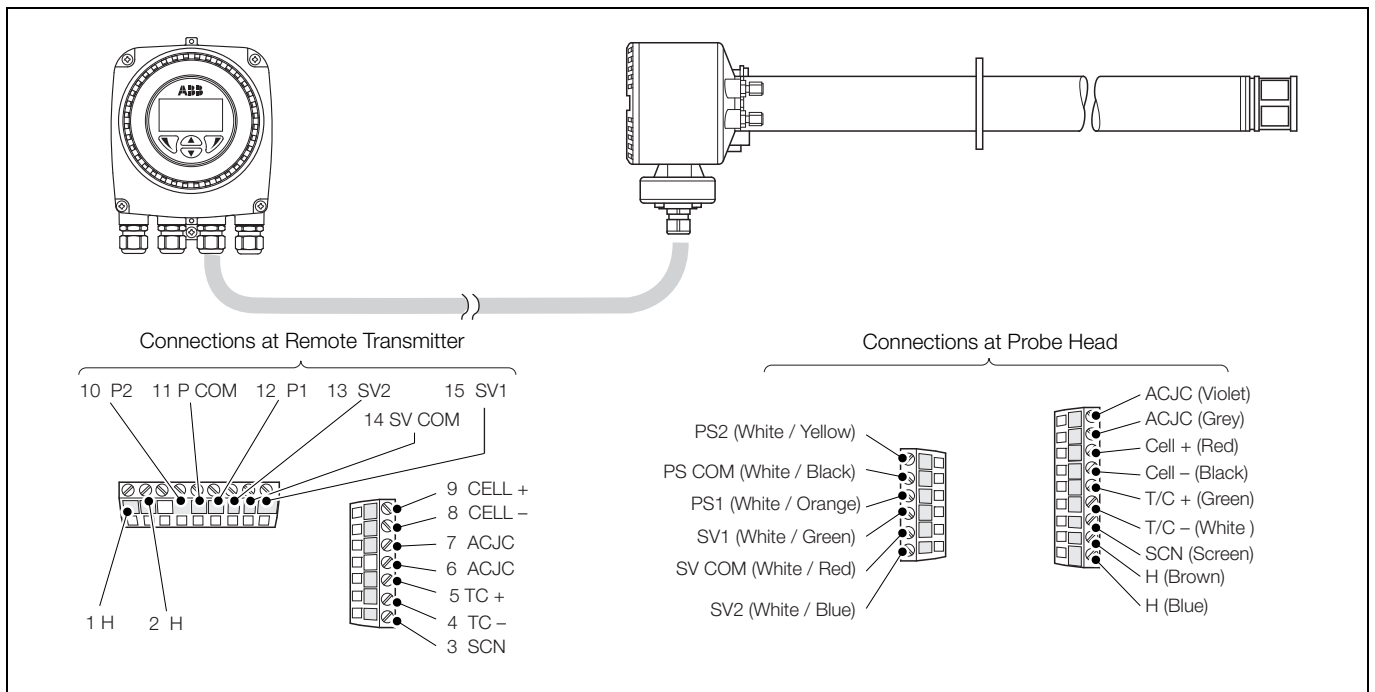 ABB
Connections at Remote Transmitter
10 P2 11 P COM 12 P1 13 SV2 15 SV1
14 SV COM
9 CELL +
8 CELL –
7 ACJC
6 ACJC
5 TC +
4 TC –
3 SCN
1 H 2 H
Connections at Probe Head
PS2 (White / Yellow)
PS COM (White / Black)
PS1 (White / Orange)
SV1 (White / Green)
SV COM (White / Red)
SV2 (White / Blue)
ACJC (Violet)
ACJC (Grey)
Cell + (Red)
Cell – (Black)
T/C + (Green)
T/C – (White )
SCN (Screen)
H (Brown)
H (Blue)